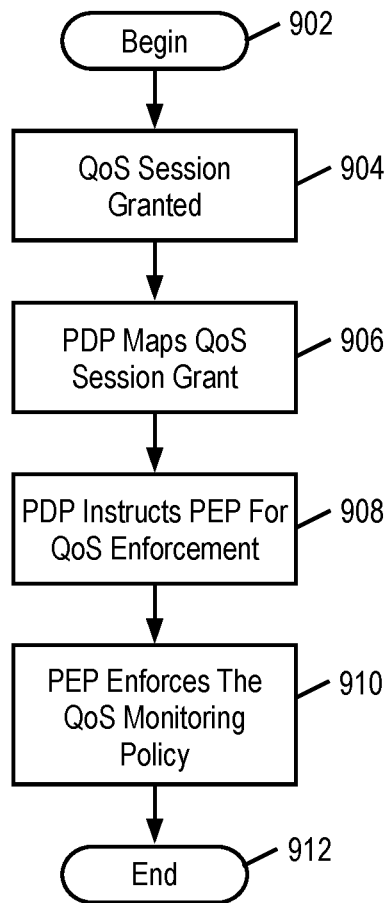 Begin
902
QoS Session
Granted
904
PDP Maps QoS
Session Grant
906
PDP Instructs PEP For
QoS Enforcement
908
PEP Enforces The
QoS Monitoring
Policy
910
End
912